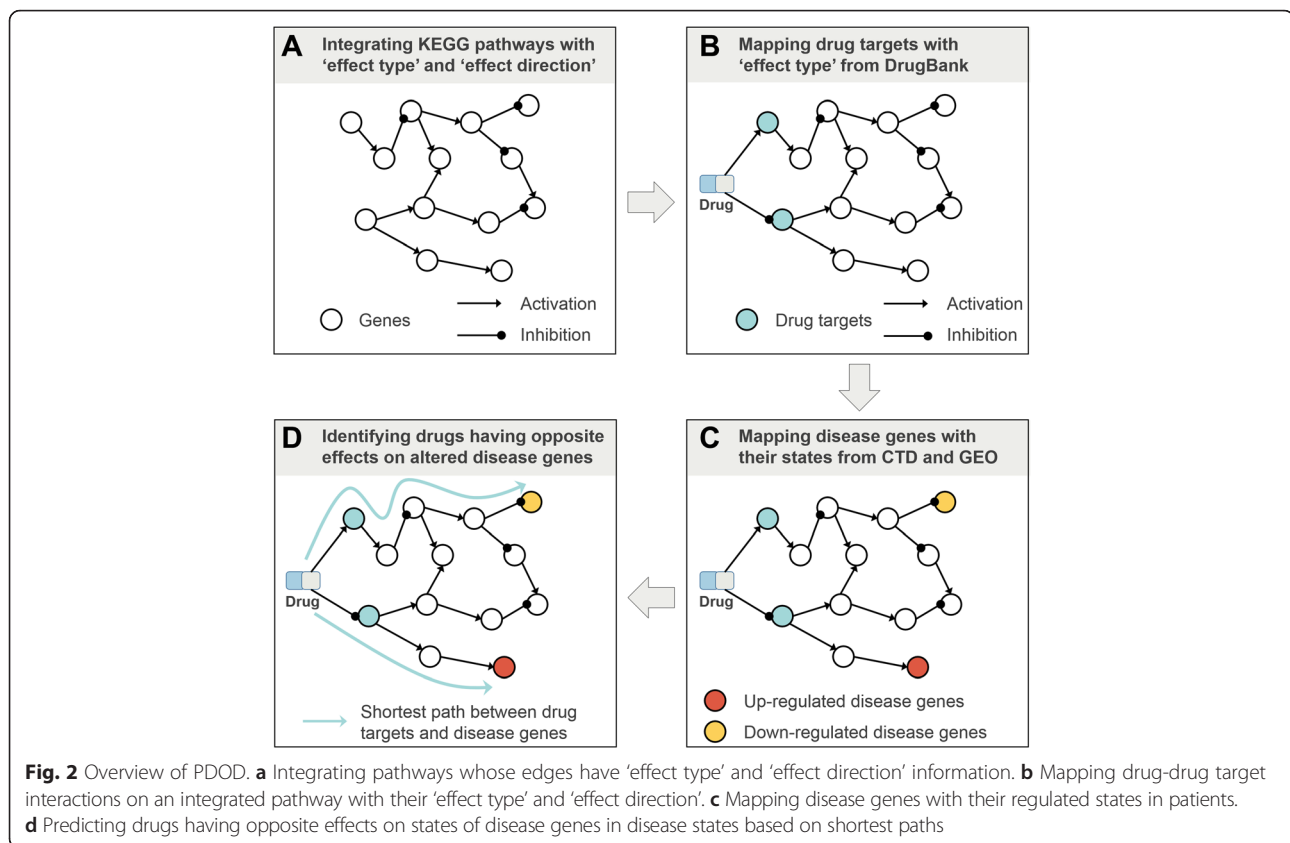 A Integrating KEGG pathways with
'effect type' and 'effect direction'
Genes
Activation
Inhibition
B Mapping drug targets with
'effect type' from DrugBank
Drug
Drug targets
Activation
Inhibition
D Identifying drugs having opposite
effects on altered disease genes
Drug
Shortest path between drug
targets and disease genes
C Mapping disease genes with
their states from CTD and GEO
Drug
Up-regulated disease genes
Down-regulated disease genes
Fig. 2 Overview of PDOD. a Integrating pathways whose edges have 'effect type' and 'effect direction' information. b Mapping drug-drug target
interactions on an integrated pathway with their 'effect type' and 'effect direction'. c Mapping disease genes with their regulated states in patients.
d Predicting drugs having opposite effects on states of disease genes in disease states based on shortest paths